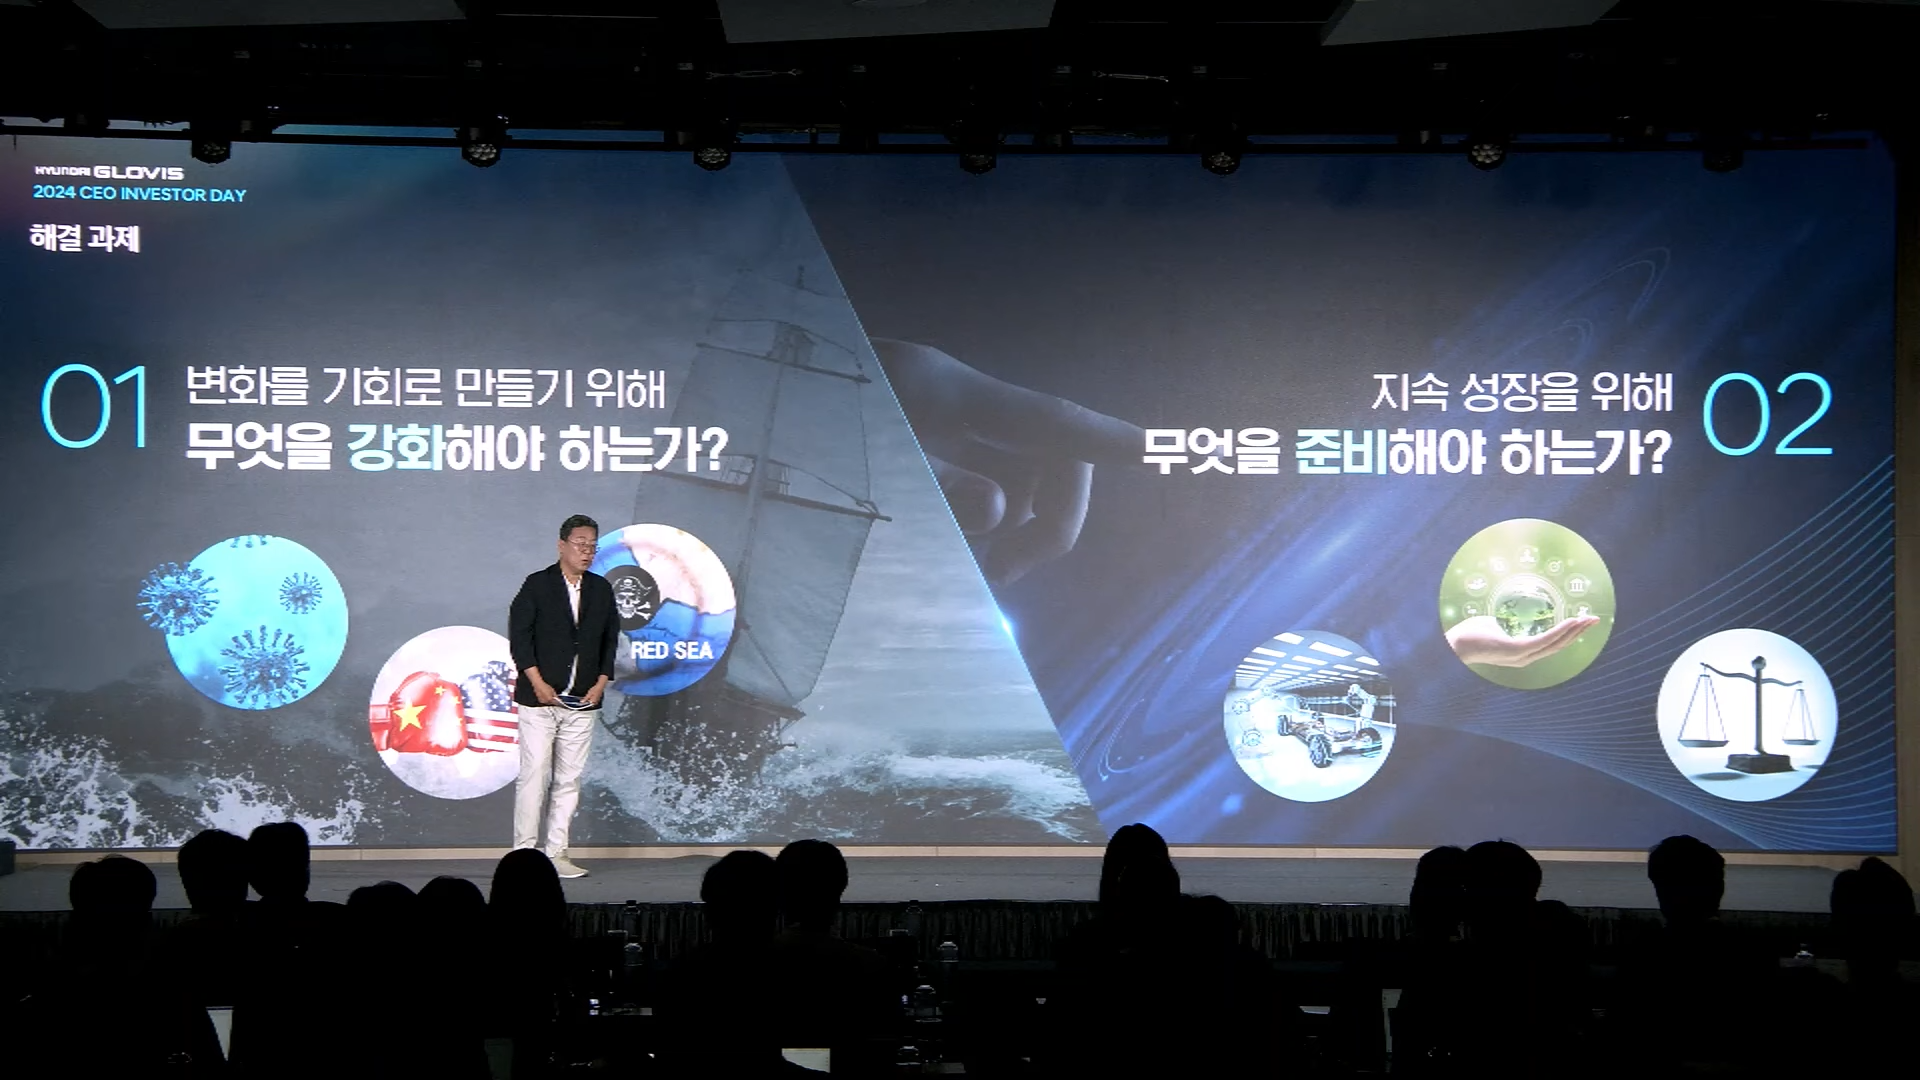 HYUNDAI GLOVIS
2024 CEO INVESTOR DAY
해결 과제
01
변화를 기회로 만들기 위해
무엇을 강화해야 하는가?
RED SEA
지속 성장을 위해
무엇을 준비해야 하는가?
02